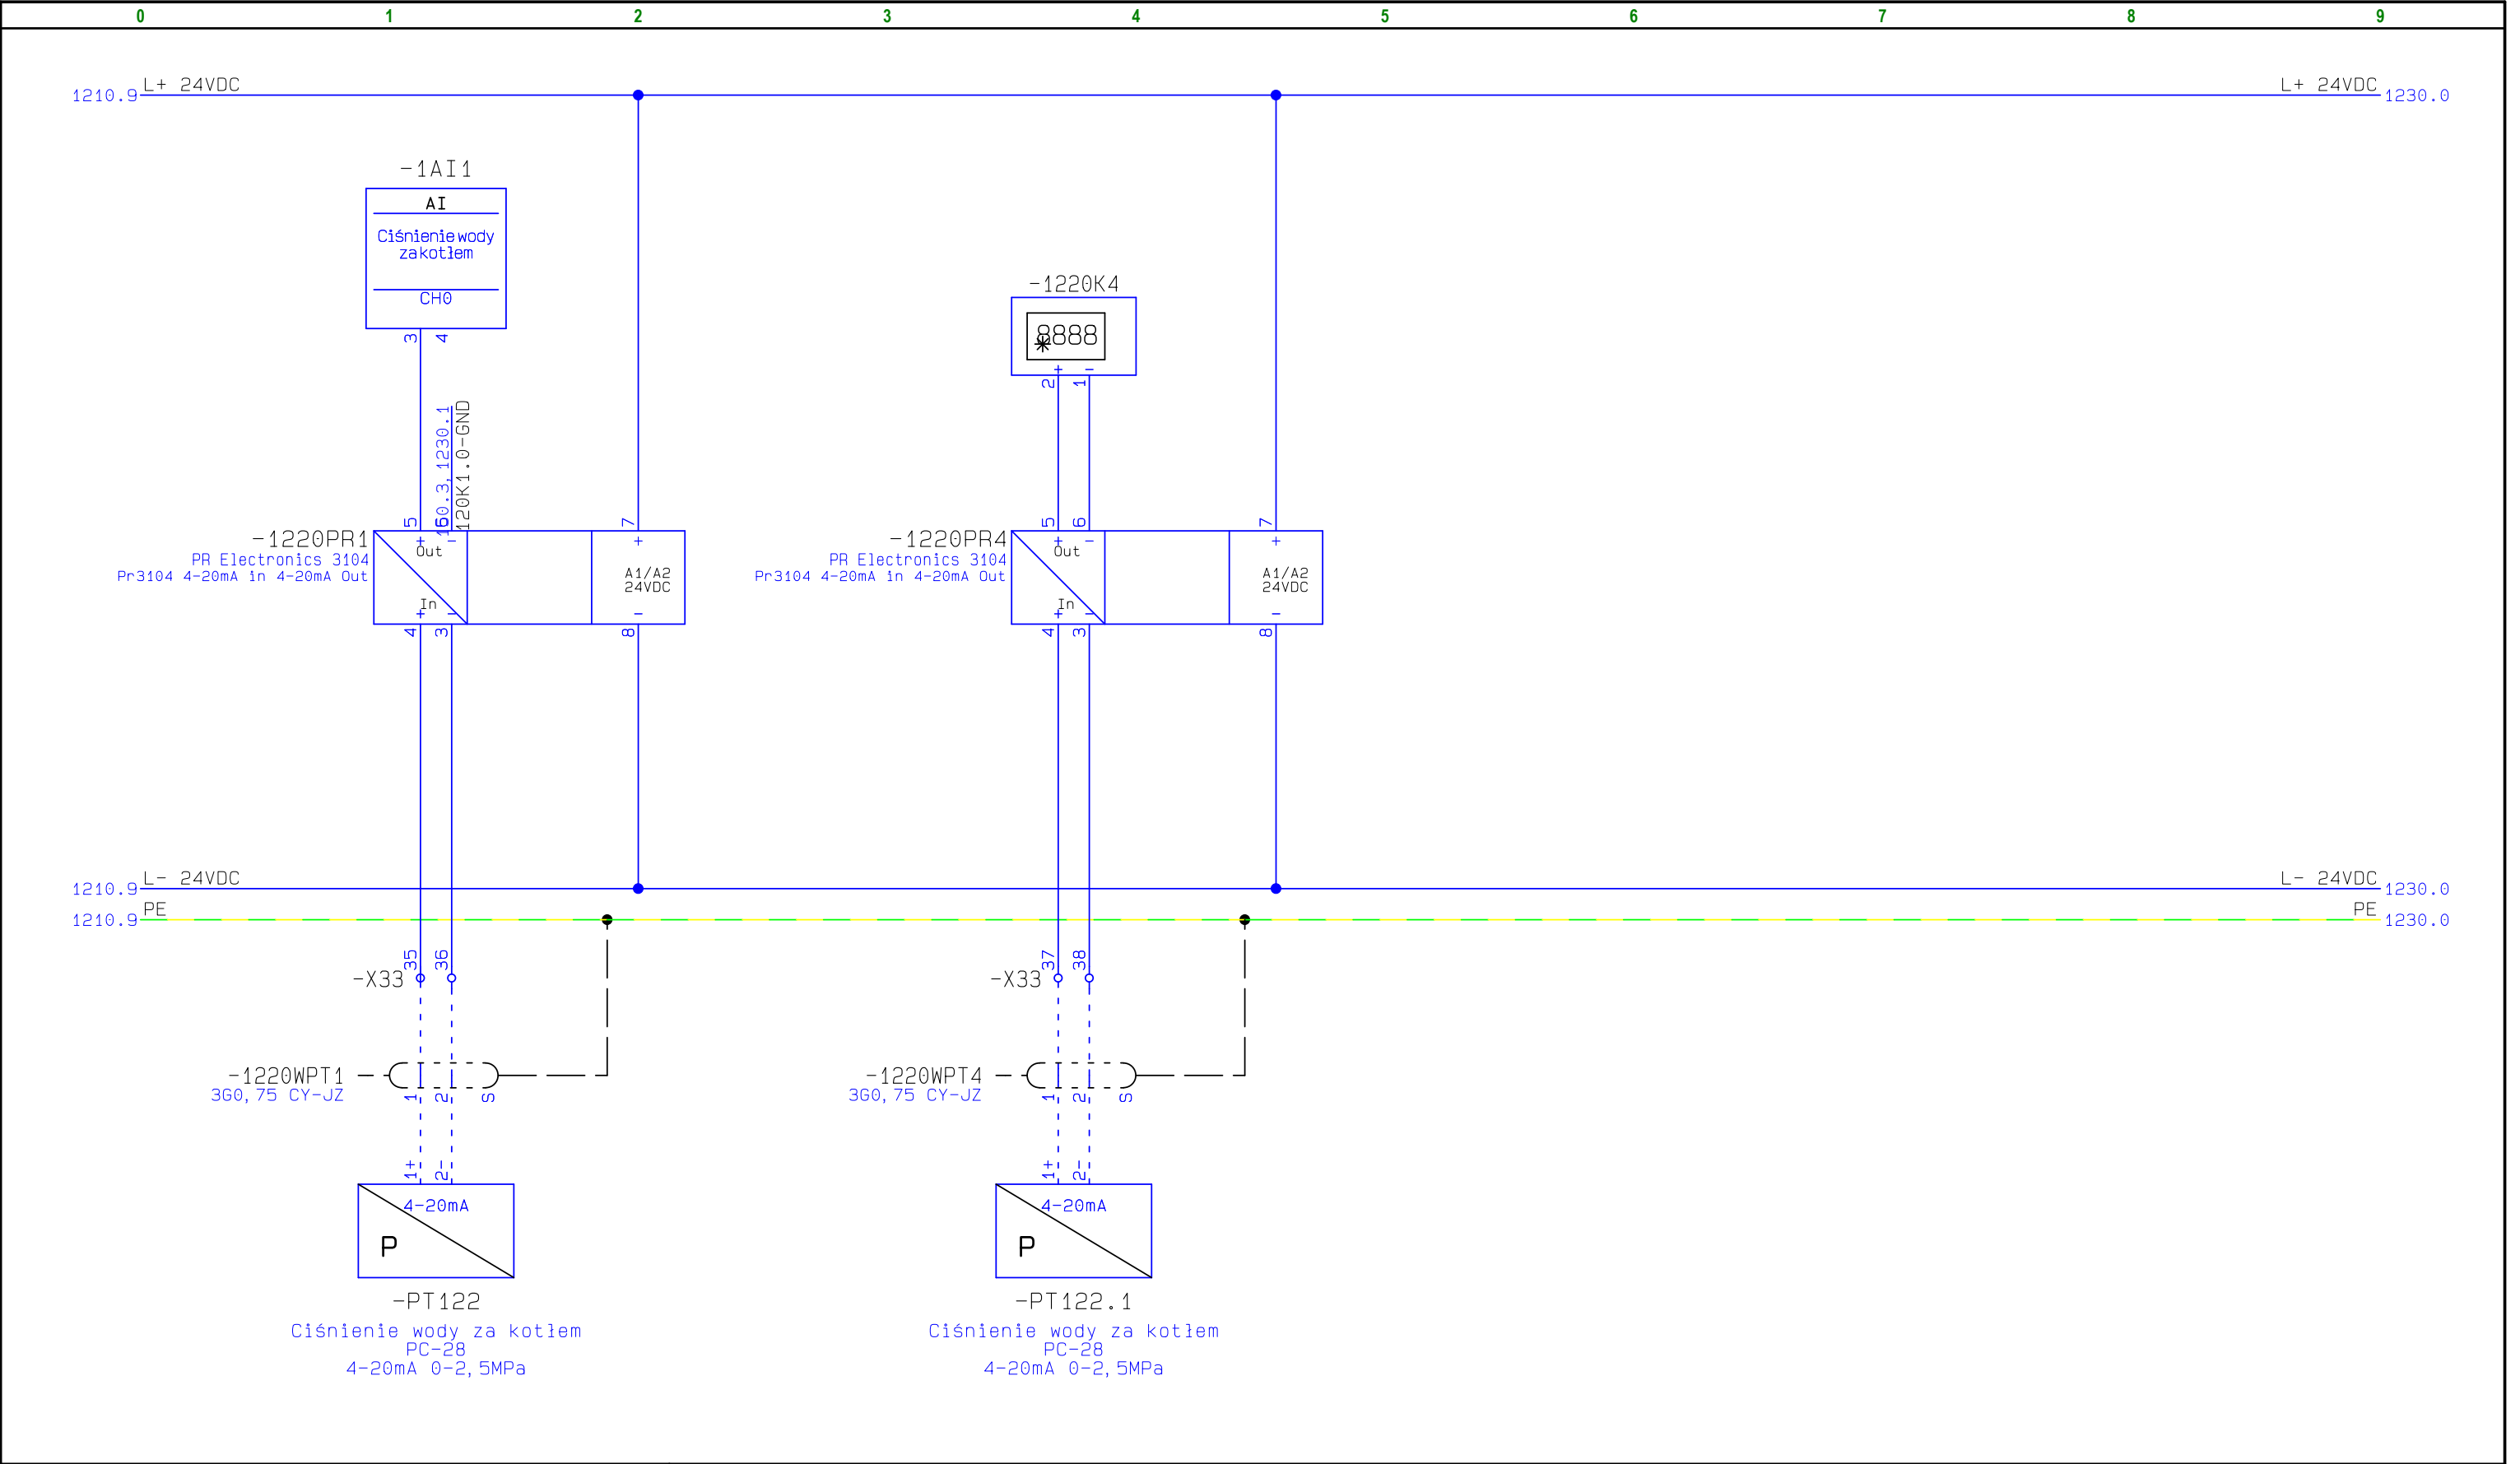 0 1 2 3 4 5 6 7 8 9
L+ 24VDC
1210.9
L+ 24VDC
1230.0
-1AI1
AI
Ciśnienie wody
za kotłem
CH0
3 4
-1220K4
8888
+ -
2 1
120K1.0-GND
5 6 7
-1220PR1
PR Electronics 3104
Pr3104 4-20mA in 4-20mA Out
+ -
Out
In
+ -
+
A1/A2
24VDC
-
4 3 8
5 6 7
-1220PR4
PR Electronics 3104
Pr3104 4-20mA in 4-20mA Out
+ -
Out
In
+ -
+
A1/A2
24VDC
-
4 3 8
L- 24VDC
1210.9
L- 24VDC
1230.0
PE
1210.9
PE
1230.0
35 36
-X33
37 38
-X33
-1220WPT1
3G0,75 CY-JZ
1 2 S
-1220WPT4
3G0,75 CY-JZ
1 2 S
1+ 2-
4-20mA
P
-PT122
Ciśnienie wody za kotłem
PC-28
4-20mA 0-2,5MPa
1+ 2-
4-20mA
P
-PT122.1
Ciśnienie wody za kotłem
PC-28
4-20mA 0-2,5MPa